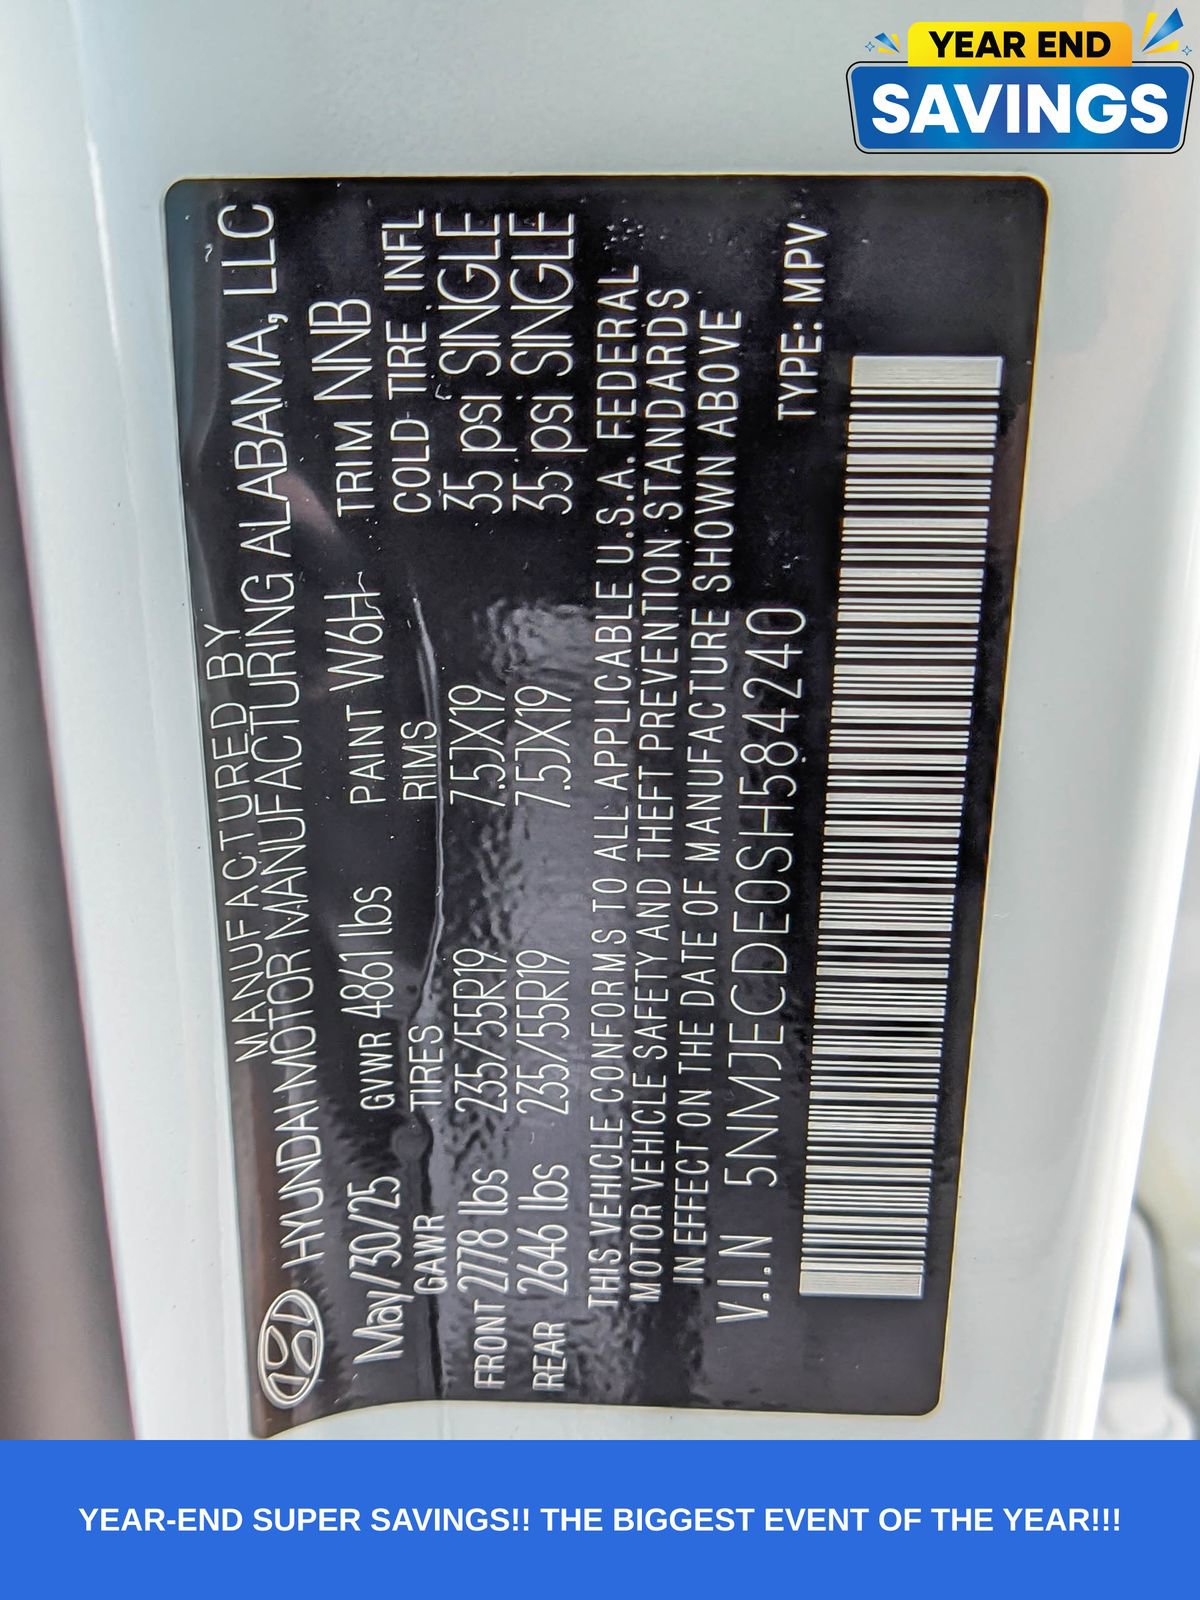 YEAR END
SAVINGS
MANUFACTURED BY
HYUNDAI MOTOR MANUFACTURING ALABAMA, LLC
May/30/25 GVWR 4861 lbs PAINT W6H TRIM NNB
GAWR TIRES RIMS COLD TIRE INFL
FRONT 2778 lbs 235/55R19 7.5JX19 35 psi SINGLE
REAR 2646 lbs 235/55R19 7.5JX19 35 psi SINGLE
THIS VEHICLE CONFORMS TO ALL APPLICABLE U.S.A. FEDERAL
MOTOR VEHICLE SAFETY AND THEFT PREVENTION STANDARDS
IN EFFECT ON THE DATE OF MANUFACTURE SHOWN ABOVE
V.I.N 5NMJECDE0SH584240 TYPE: MPV
YEAR-END SUPER SAVINGS!! THE BIGGEST EVENT OF THE YEAR!!!